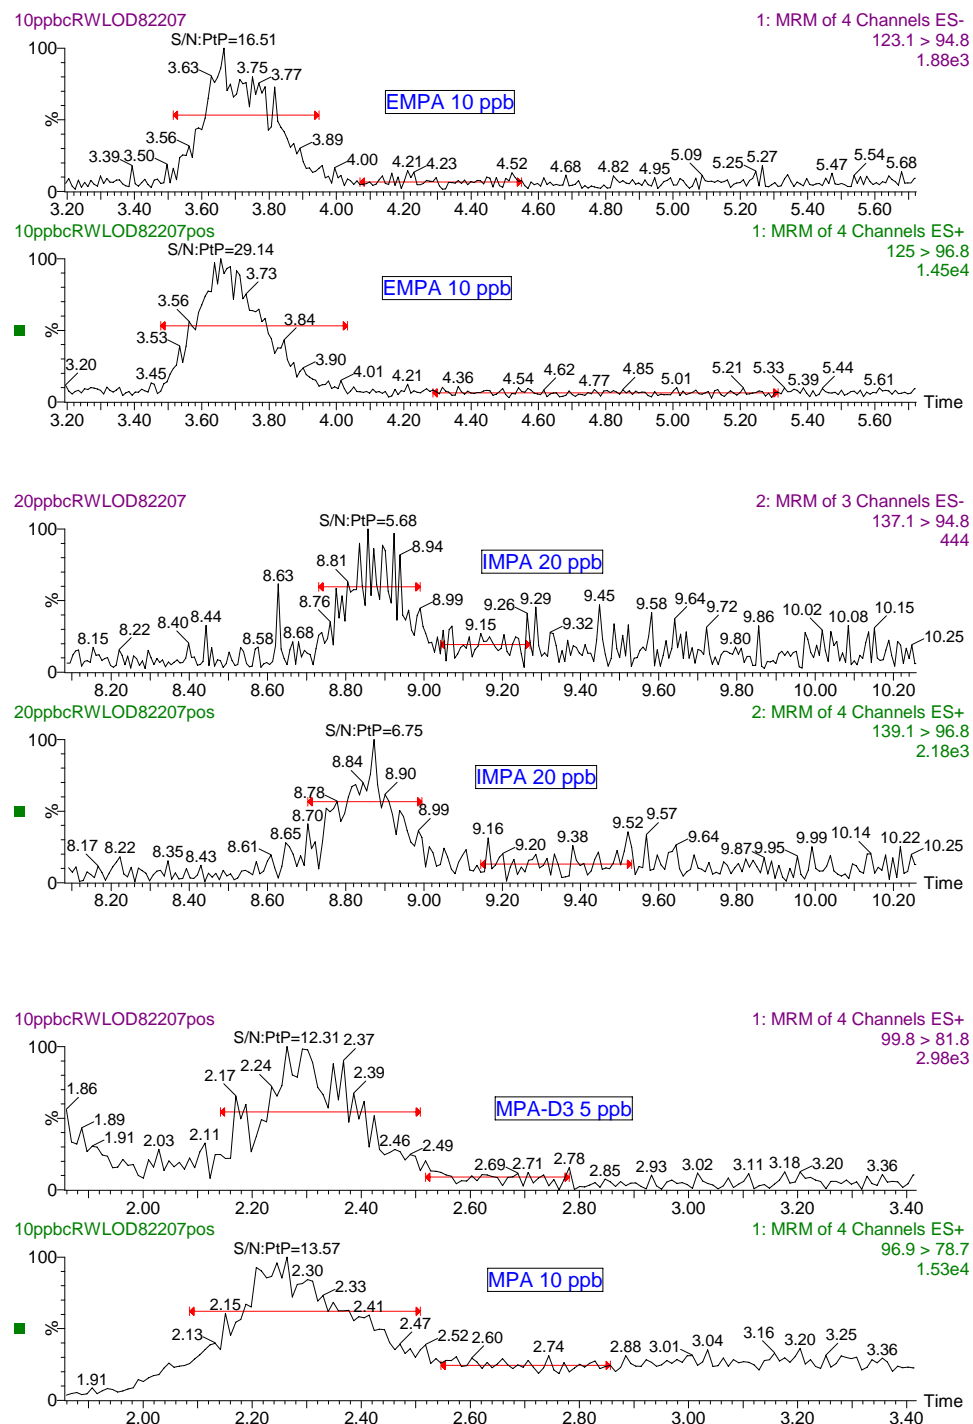 10ppbcRWLOD82207
1: MRM of 4 Channels ES-
S/N:PtP=16.51
123.1 > 94.8
1.88e3
100
3.63 3.75 3.77
EMPA 10 ppb
%
3.56 3.89
3.39 3.50 4.00 4.21 4.23 4.52 4.68 4.82 4.95 5.09 5.25 5.27 5.47 5.54 5.68
0
3.20 3.40 3.60 3.80 4.00 4.20 4.40 4.60 4.80 5.00 5.20 5.40 5.60
10ppbcRWLOD82207pos
1: MRM of 4 Channels ES+
S/N:PtP=29.14
125 > 96.8
1.45e4
100
3.73
EMPA 10 ppb
3.56
%
3.53 3.84
3.20 3.45 3.90 4.01 4.21 4.36 4.54 4.62 4.77 4.85 5.01 5.21 5.33 5.39 5.44 5.61
0
Time
3.20 3.40 3.60 3.80 4.00 4.20 4.40 4.60 4.80 5.00 5.20 5.40 5.60
20ppbcRWLOD82207
2: MRM of 3 Channels ES-
S/N:PtP=5.68
137.1 > 94.8
444
100
8.81 8.94
IMPA 20 ppb
8.63
%
8.76 8.99 9.26 9.29 9.45 9.58 9.64 9.72
8.15 8.22 8.40 8.44 8.58 8.68 9.15 9.32 9.80 9.86 10.02 10.08 10.15 10.25
0
8.20 8.40 8.60 8.80 9.00 9.20 9.40 9.60 9.80 10.00 10.20
20ppbcRWLOD82207pos
2: MRM of 4 Channels ES+
S/N:PtP=6.75
139.1 > 96.8
2.18e3
100
8.84 8.90
IMPA 20 ppb
8.78
%
8.70 8.99
8.17 8.22 8.35 8.43 8.61 8.65 9.16 9.20 9.38 9.52 9.57 9.64 9.87 9.95 9.99 10.14 10.22 10.25
0
Time
8.20 8.40 8.60 8.80 9.00 9.20 9.40 9.60 9.80 10.00 10.20
10ppbcRWLOD82207pos
1: MRM of 4 Channels ES+
S/N:PtP=12.31
99.8 > 81.8
2.98e3
100
2.37
2.17 2.24 2.39
MPA-D3 5 ppb
1.86
%
1.89
1.91 2.03 2.11 2.46 2.49 2.69 2.71 2.78 2.85 2.93 3.02 3.11 3.18 3.20 3.36
0
2.00 2.20 2.40 2.60 2.80 3.00 3.20 3.40
10ppbcRWLOD82207pos
1: MRM of 4 Channels ES+
S/N:PtP=13.57
96.9 > 78.7
1.53e4
100
2.30
MPA 10 ppb
2.15 2.33 2.41
%
2.13 2.47
2.52 2.60 2.74 2.88 3.01 3.04 3.16 3.20 3.25 3.36
1.91
0
Time
2.00 2.20 2.40 2.60 2.80 3.00 3.20 3.40